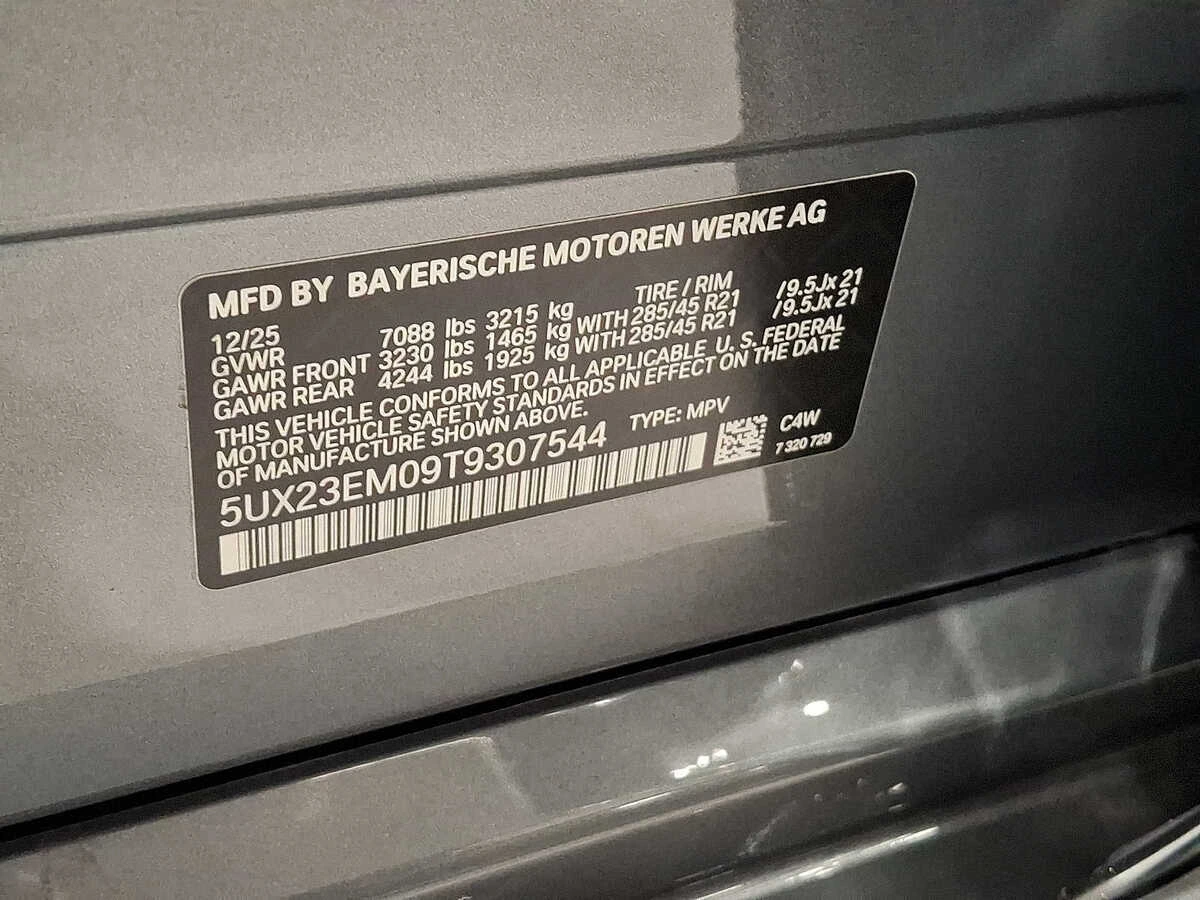 MFD BY BAYERISCHE MOTOREN WERKE AG
12/25 TIRE / RIM
GVWR 7088 lbs 3215 kg
GAWR FRONT 3230 lbs 1465 kg WITH 285/45 R21 /9.5Jx 21
GAWR REAR 4244 lbs 1925 kg WITH 285/45 R21 /9.5Jx 21
THIS VEHICLE CONFORMS TO ALL APPLICABLE U. S. FEDERAL
MOTOR VEHICLE SAFETY STANDARDS IN EFFECT ON THE DATE
OF MANUFACTURE SHOWN ABOVE.
5UX23EM09T9307544 TYPE: MPV C4W
7 320 729